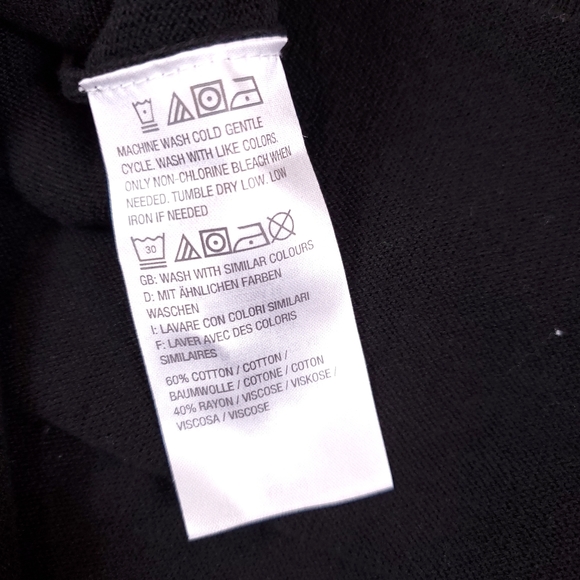 MACHINE WASH COLD GENTLE
CYCLE. WASH WITH LIKE COLORS.
ONLY NON-CHLORINE BLEACH WHEN
NEEDED. TUMBLE DRY LOW. LOW
IRON IF NEEDED
30
GB: WASH WITH SIMILAR COLOURS
D: MIT ÄHNLICHEN FARBEN
WASCHEN
I: LAVARE CON COLORI SIMILARI
F: LAVER AVEC DES COLORIS
SIMILAIRES
60% COTTON / COTTON /
BAUMWOLLE / COTONE / COTON
40% RAYON / VISCOSE / VISKOSE /
VISCOSA / VISCOSE